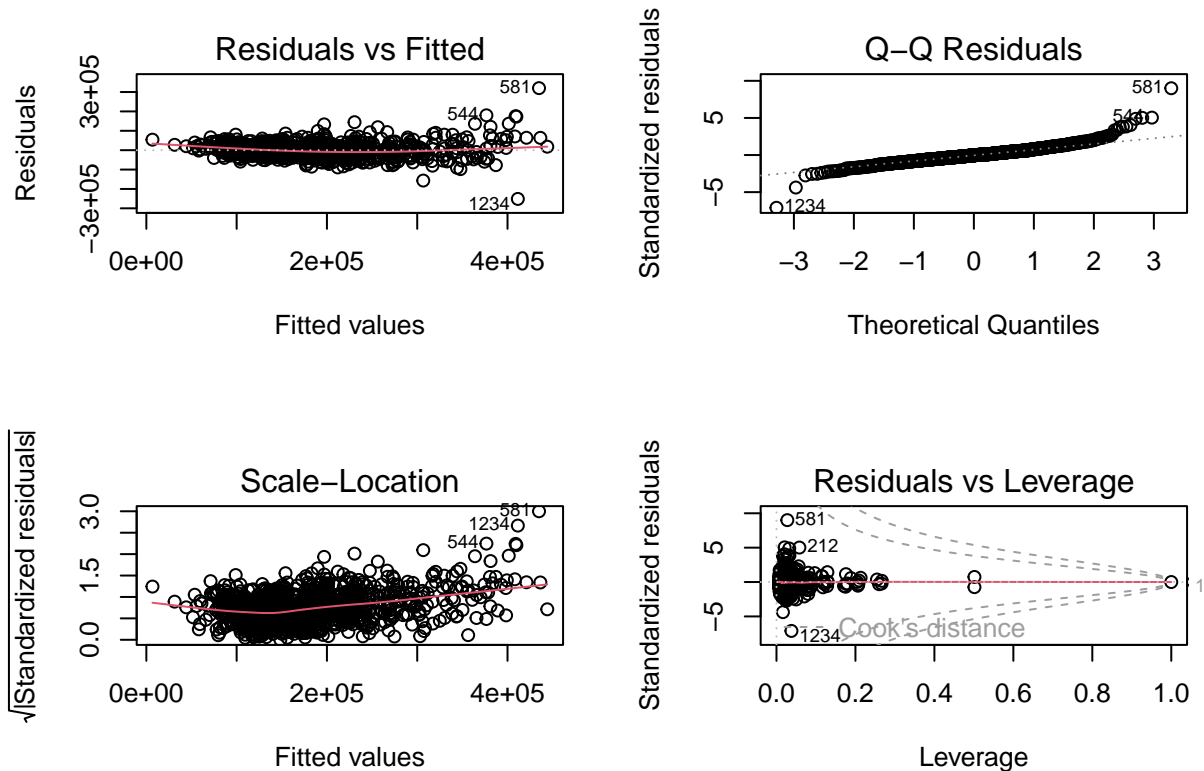 Residuals vs Fitted
Residuals
−3e+05
3e+05
581
544
1234
0e+00
2e+05
4e+05
Fitted values
Q−Q Residuals
Standardized residuals
−5
5
581
544
1234
−3
−2
−1
0
1
2
3
Theoretical Quantiles
Scale−Location
√|Standardized residuals|
0.0
1.5
3.0
581
1234
544
0e+00
2e+05
4e+05
Fitted values
Residuals vs Leverage
Standardized residuals
−5
5
581
212
1234
Cook's distance
1
0.0
0.2
0.4
0.6
0.8
1.0
Leverage